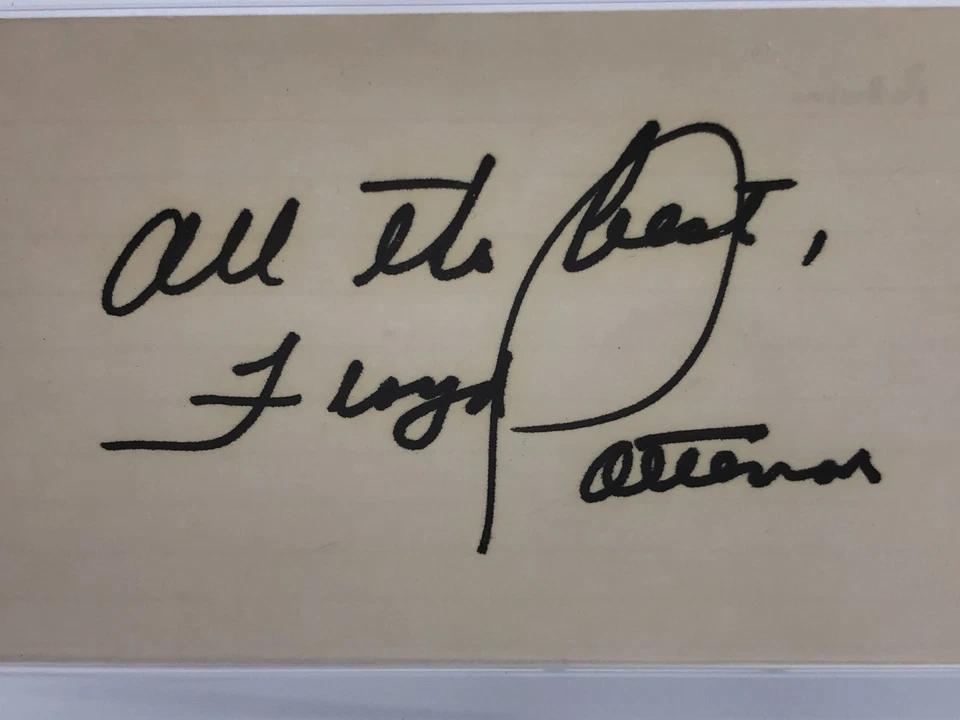 All the best,
Floyd Patterson